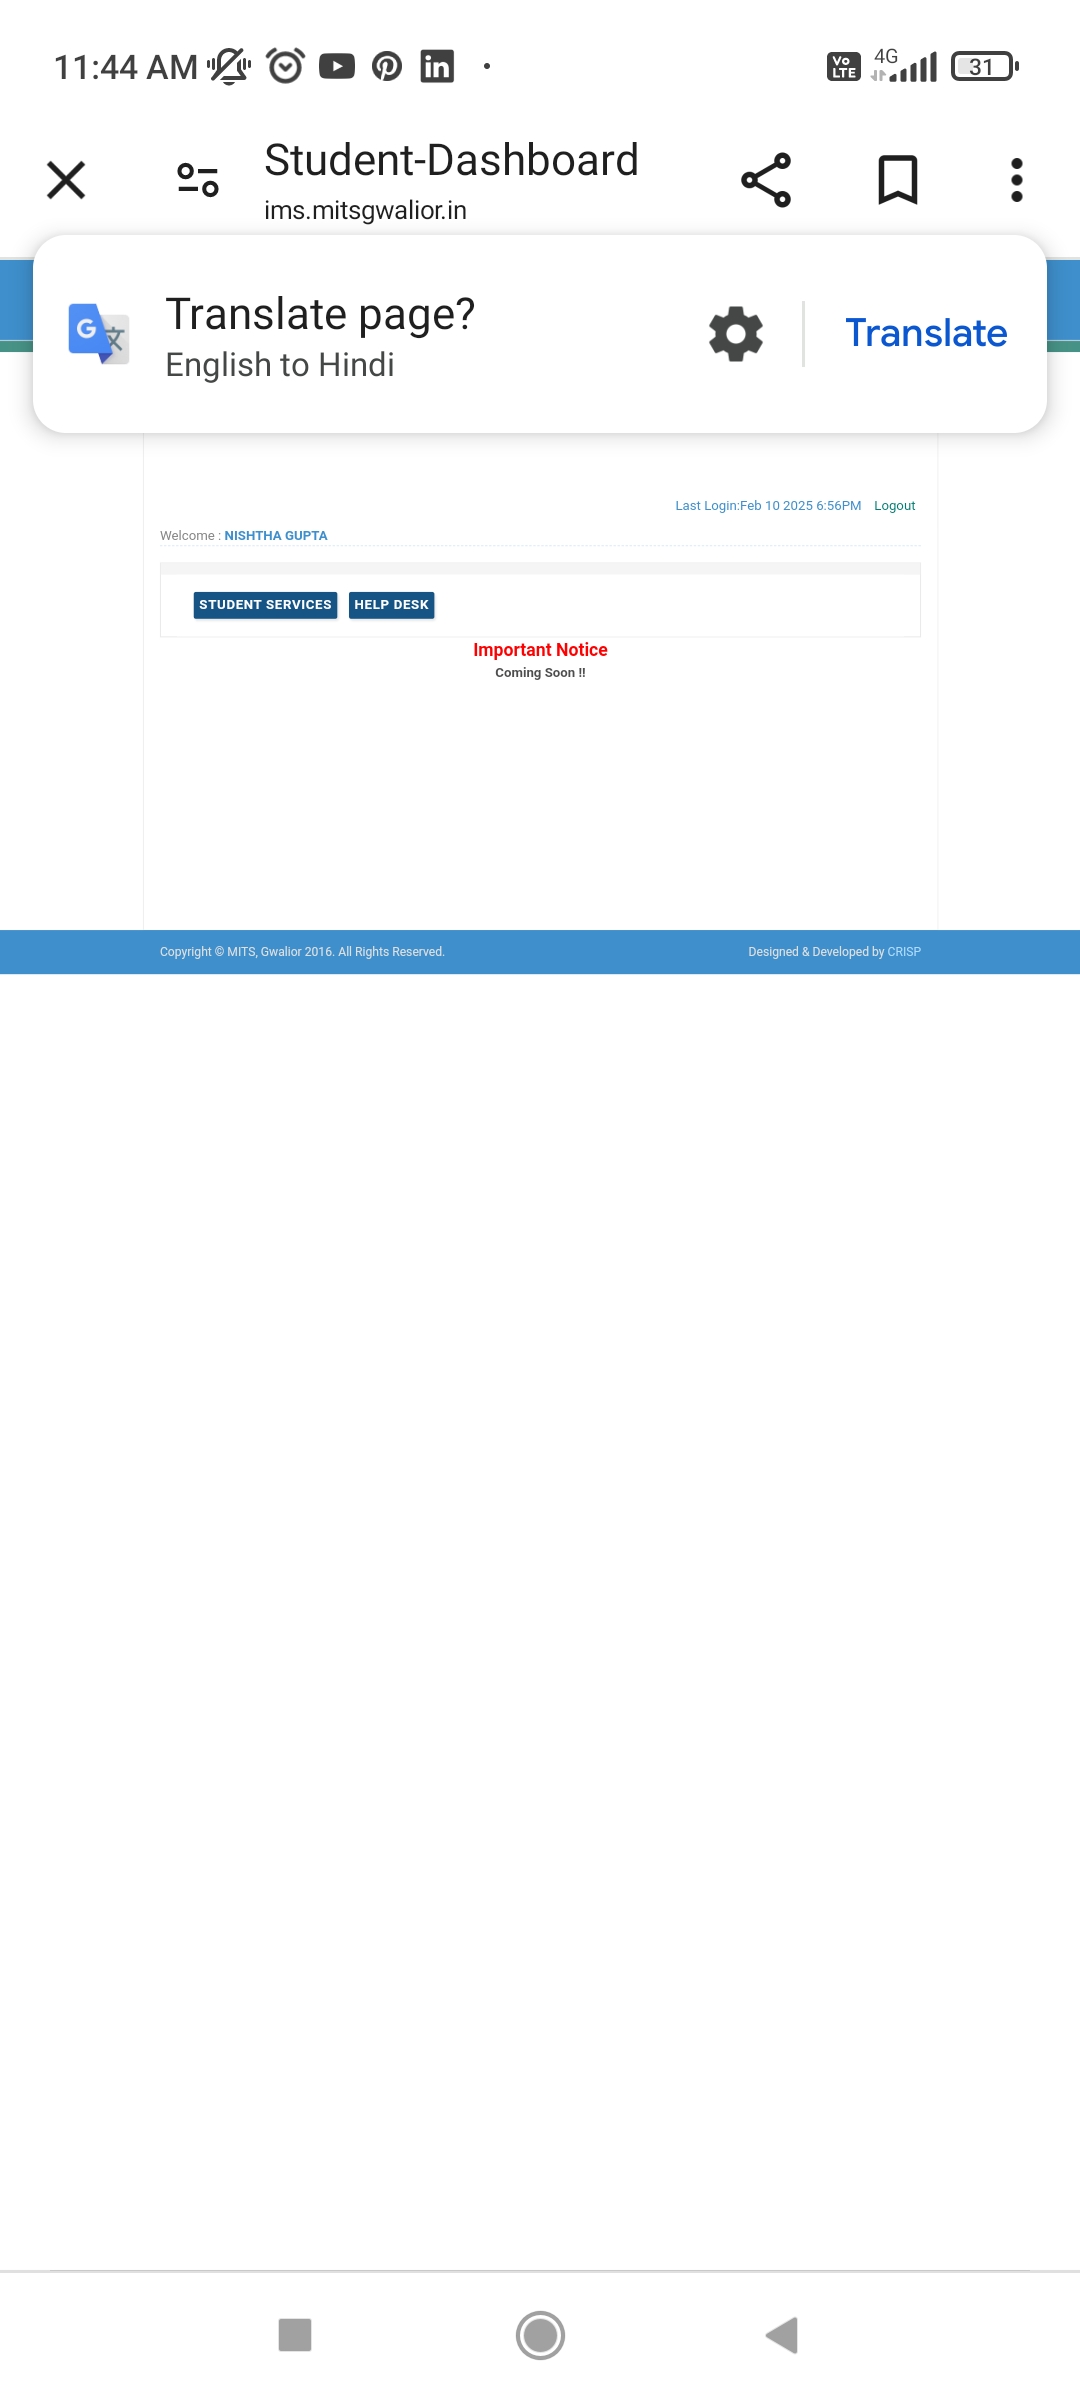 11:44 AM
Vo LTE
4G
31
Student-Dashboard
ims.mitsgwalior.in
Translate page?
English to Hindi
Translate
Last Login:Feb 10 2025 6:56PM Logout
Welcome : NISHTHA GUPTA
STUDENT SERVICES HELP DESK
Important Notice
Coming Soon !!
Copyright © MITS, Gwalior 2016. All Rights Reserved. Designed & Developed by CRISP